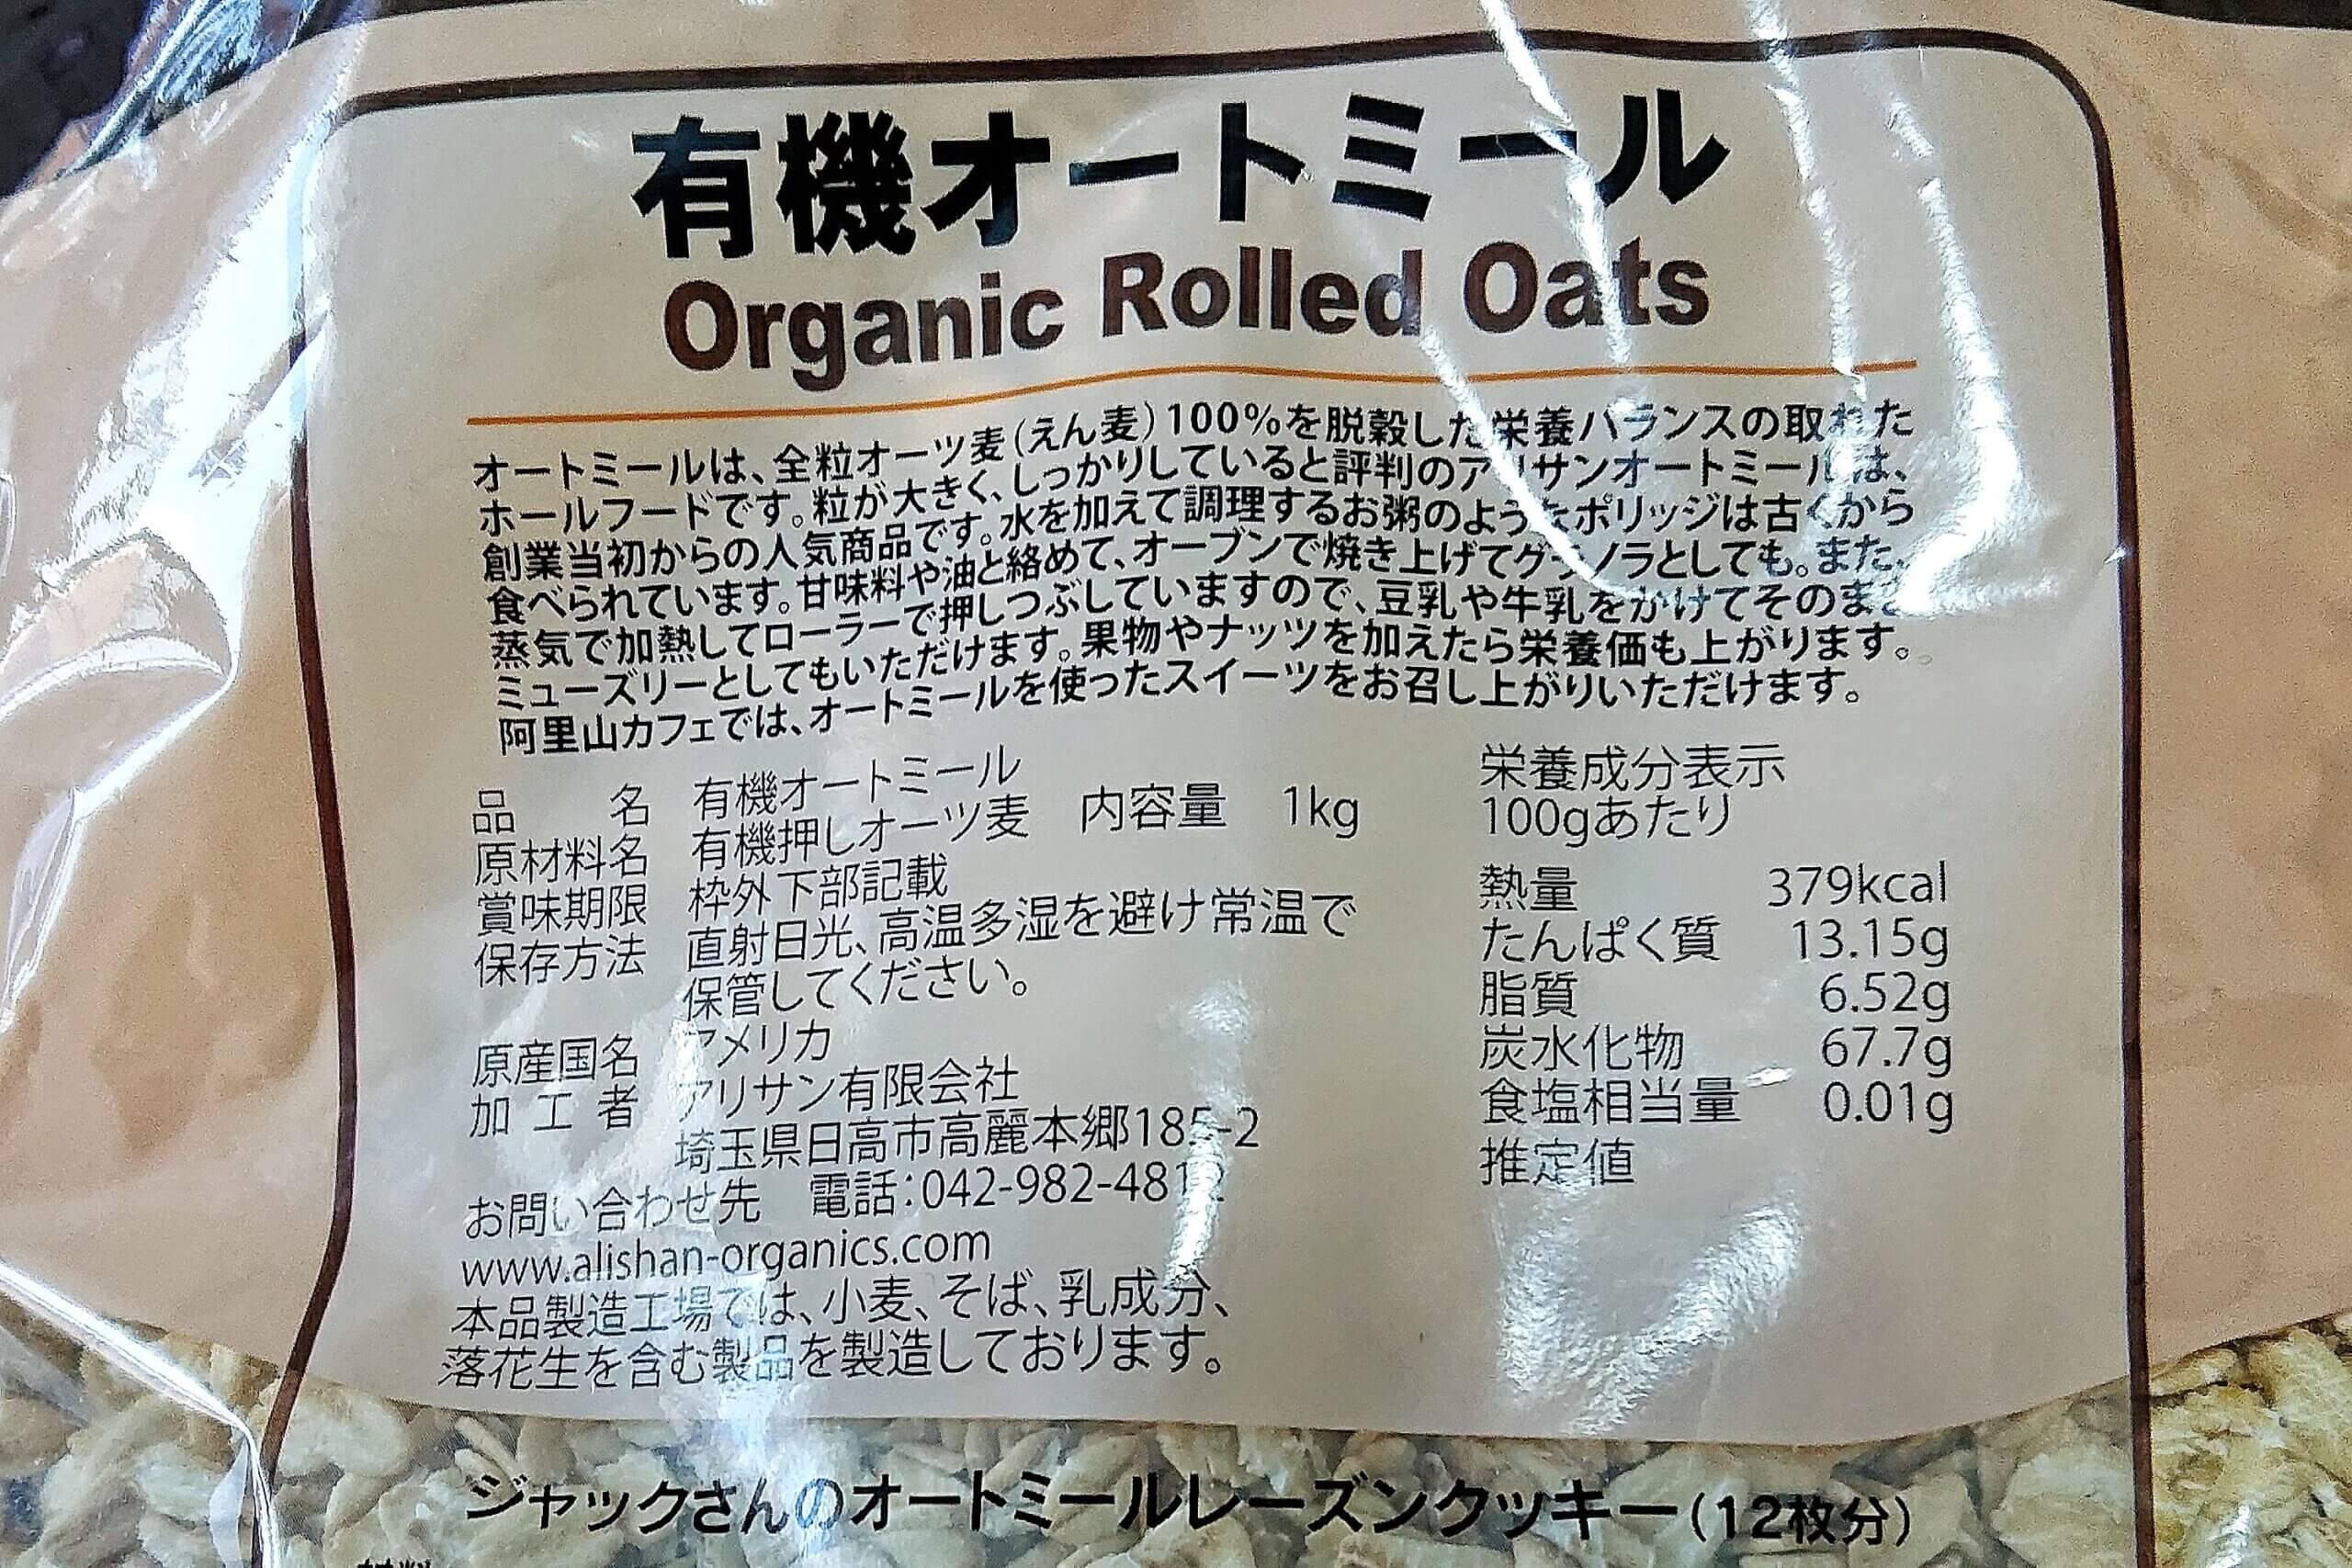 有機オートミール
Organic Rolled Oats
オートミールは、全粒オーツ麦(えん麦)100%を脱穀した栄養バランスの取れた
ホールフードです。粒が大きく、しっかりしていると評判のアリサンオートミールは、
創業当初からの人気商品です。水を加えて調理するお粥のようなポリッジは古くから
食べられています。甘味料や油と絡めて、オーブンで焼き上げてグラノラとしても。また、
蒸気で加熱してローラーで押しつぶしていますので、豆乳や牛乳をかけてそのまま
ミューズリーとしてもいただけます。果物やナッツを加えたら栄養価も上がります。
阿里山カフェでは、オートミールを使ったスイーツをお召し上がりいただけます。
品 名 有機オートミール
原材料名 有機押しオーツ麦 内容量 1kg
賞味期限 枠外下部記載
保存方法 直射日光、高温多湿を避け常温で
保管してください。
原産国名 アメリカ
加工者 アリサン有限会社
埼玉県日高市高麗本郷185-2
お問い合わせ先 電話:042-982-481
www.alishan-organics.com
本品製造工場では、小麦、そば、乳成分、
落花生を含む製品を製造しております。
栄養成分表示
100gあたり
熱量 379kcal
たんぱく質 13.15g
脂質 6.52g
炭水化物 67.7g
食塩相当量 0.01g
推定値
ジャックさんのオートミールレーズンクッキー(12枚分)